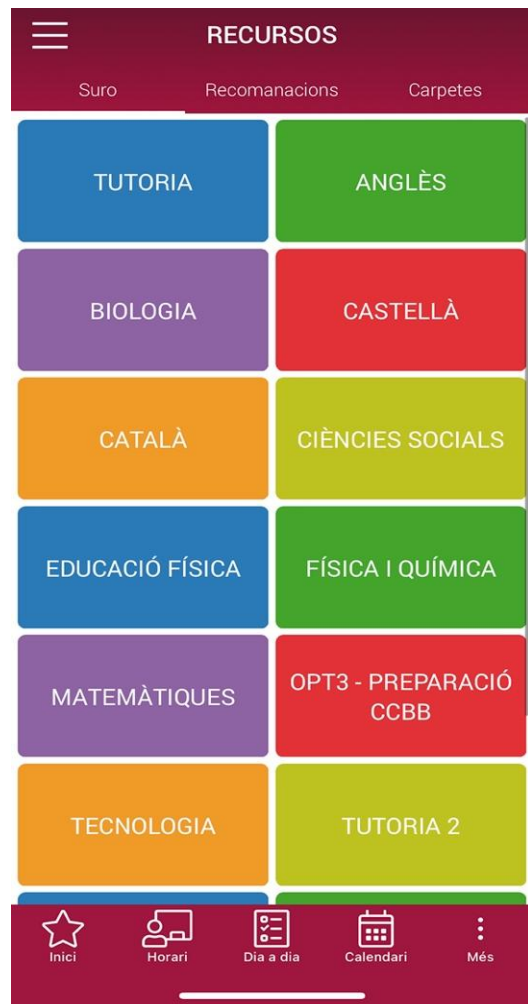 RECURSOS
Suro Recomanacions Carpetes
TUTORIA ANGLÈS
BIOLOGIA CASTELLÀ
CATALÀ CIÈNCIES SOCIALS
EDUCACIÓ FÍSICA FÍSICA I QUÍMICA
MATEMÀTIQUES
OPT3 - PREPARACIÓ
CCBB
TECNOLOGIA TUTORIA 2
Inici Horari Dia a dia Calendari Més